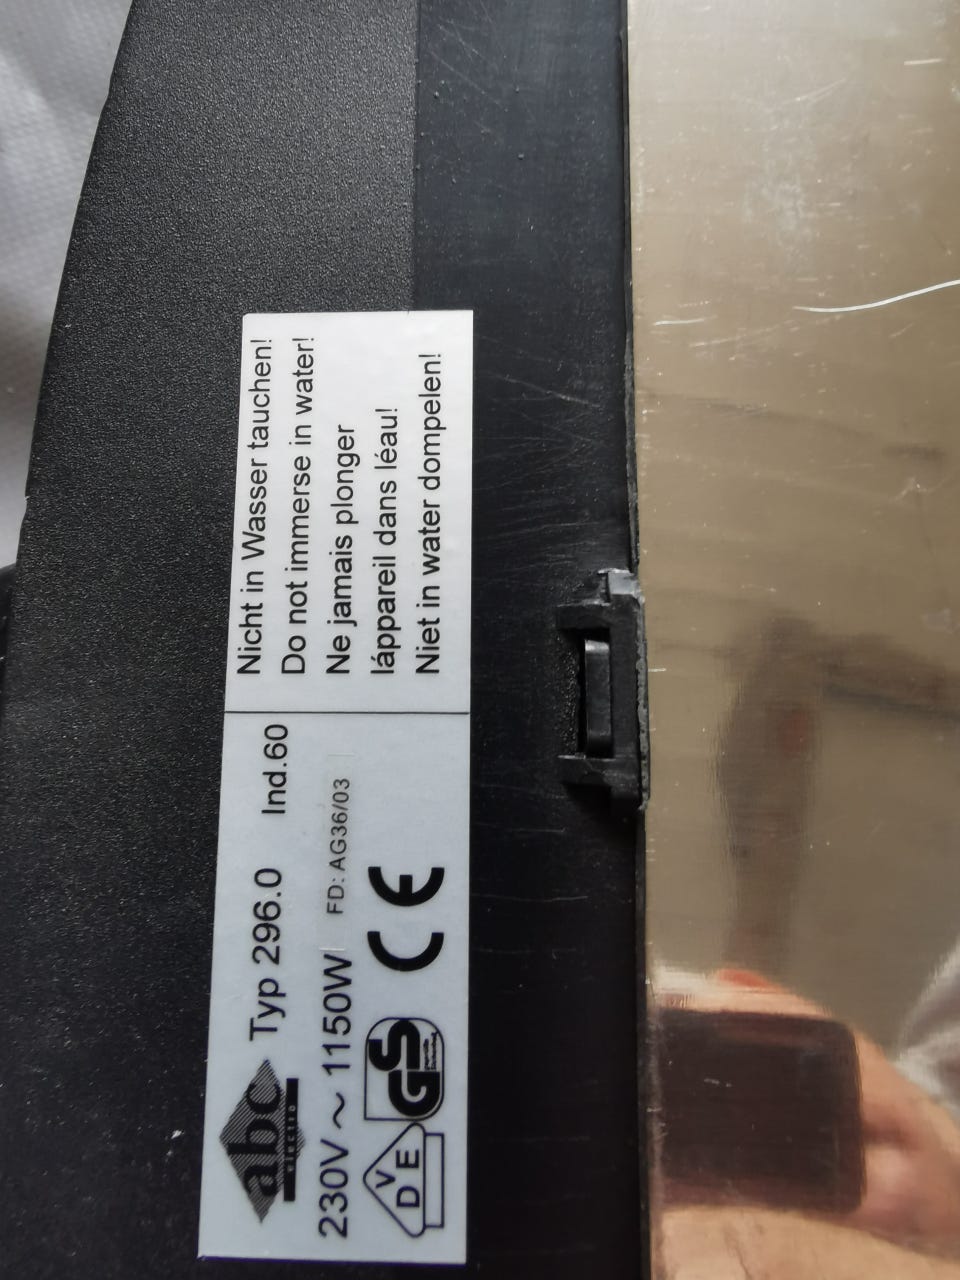 abc
electro
Typ 296.0 Ind.60
230V ~ 1150W FD: AG36/03
VDE
GS
CE
Nicht in Wasser tauchen!
Do not immerse in water!
Ne jamais plonger
láppareil dans léau!
Niet in water dompelen!